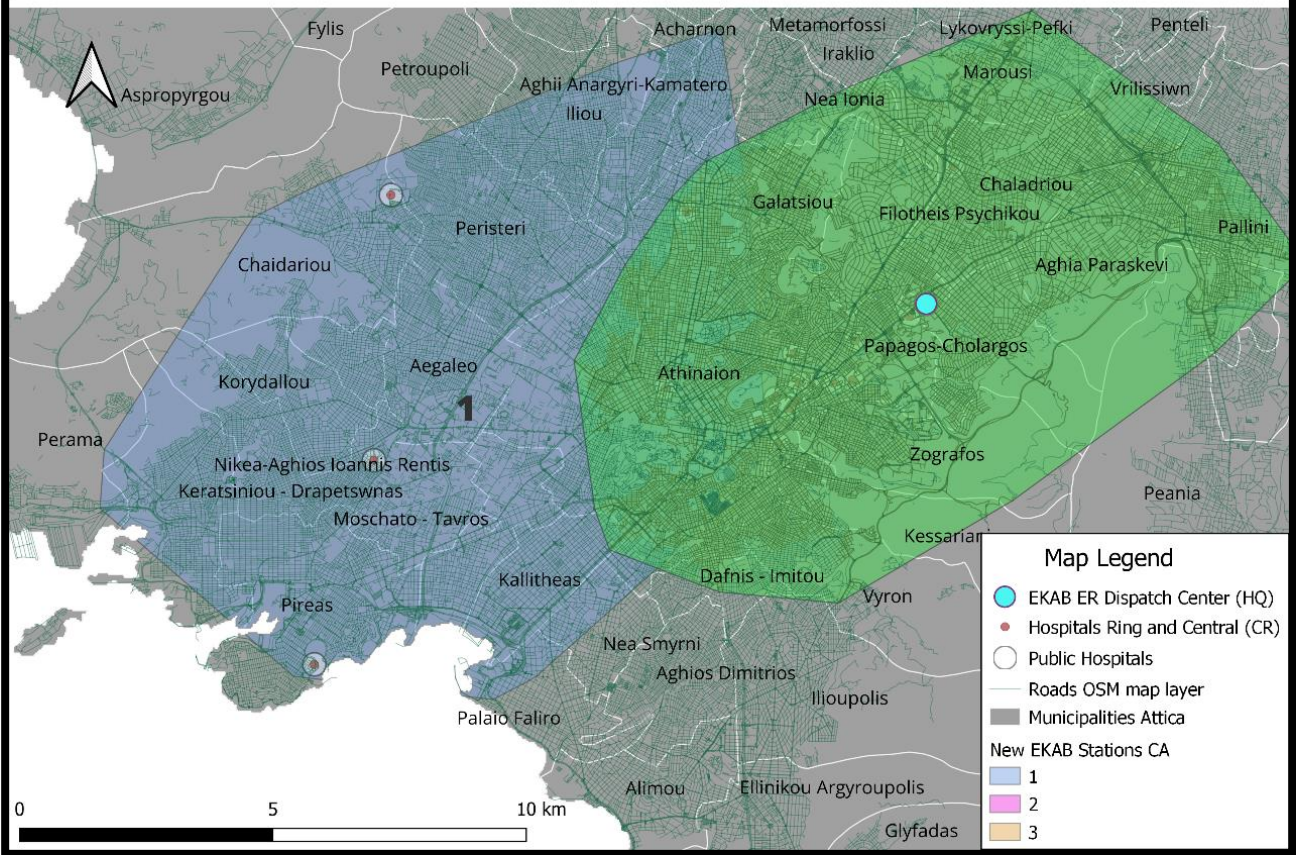 Fylis
Acharnon
Metamorfossi
Lykovryssi-Pefki
Penteli
Iraklio
Petroupoli
Marousi
Aspropyrgou
Aghii Anargyri-Kamatero
Vrilissiwn
Iliou
Nea Ionia
Chaladriou
Galatsiou
Filotheis Psychikou
Peristeri
Pallini
Chaidariou
Aghia Paraskevi
Papagos-Cholargos
Aegaleo
Athinaion
Korydallou
1
Perama
Zografos
Nikea-Aghios Ioannis Rentis
Keratsiniou - Drapetswnas
Peania
Moschato - Tavros
Kessariani
Kallitheas
Dafnis - Imitou
Vyron
Pireas
Nea Smyrni
Aghios Dimitrios
Ilioupolis
Palaio Faliro
Alimou
Ellinikou Argyroupolis
Glyfadas
0 5 10 km
Map Legend
EKAB ER Dispatch Center (HQ)
Hospitals Ring and Central (CR)
Public Hospitals
Roads OSM map layer
Municipalities Attica
New EKAB Stations CA
1
2
3